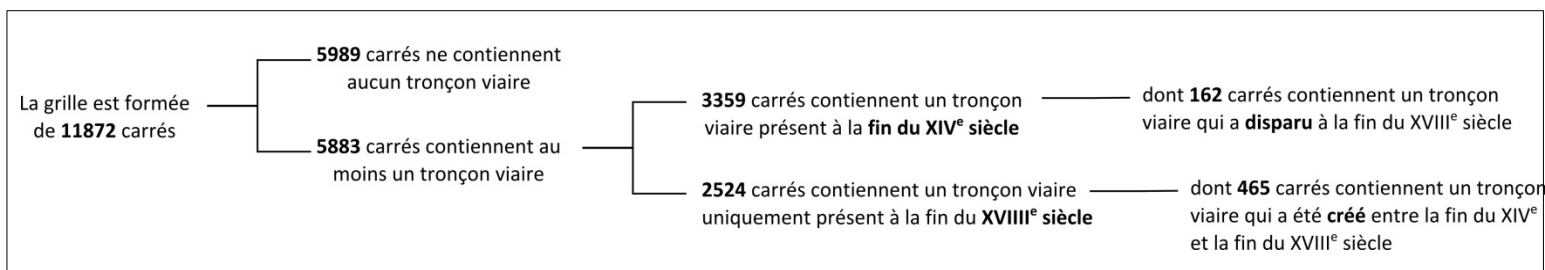 La grille est formée
de 11872 carrés
5989 carrés ne contiennent
aucun tronçon viaire
5883 carrés contiennent au
moins un tronçon viaire
3359 carrés contiennent un tronçon
viaire présent à la fin du XIVe siècle
2524 carrés contiennent un tronçon viaire
uniquement présent à la fin du XVIIIIe siècle
dont 162 carrés contiennent un tronçon
viaire qui a disparu à la fin du XVIIIe siècle
dont 465 carrés contiennent un tronçon
viaire qui a été créé entre la fin du XIVe
et la fin du XVIIIe siècle